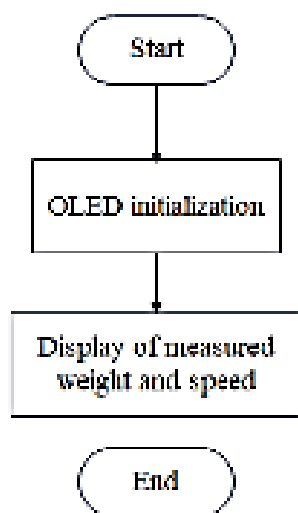 Start
OLED initialization
Display of measured
weight and speed
End